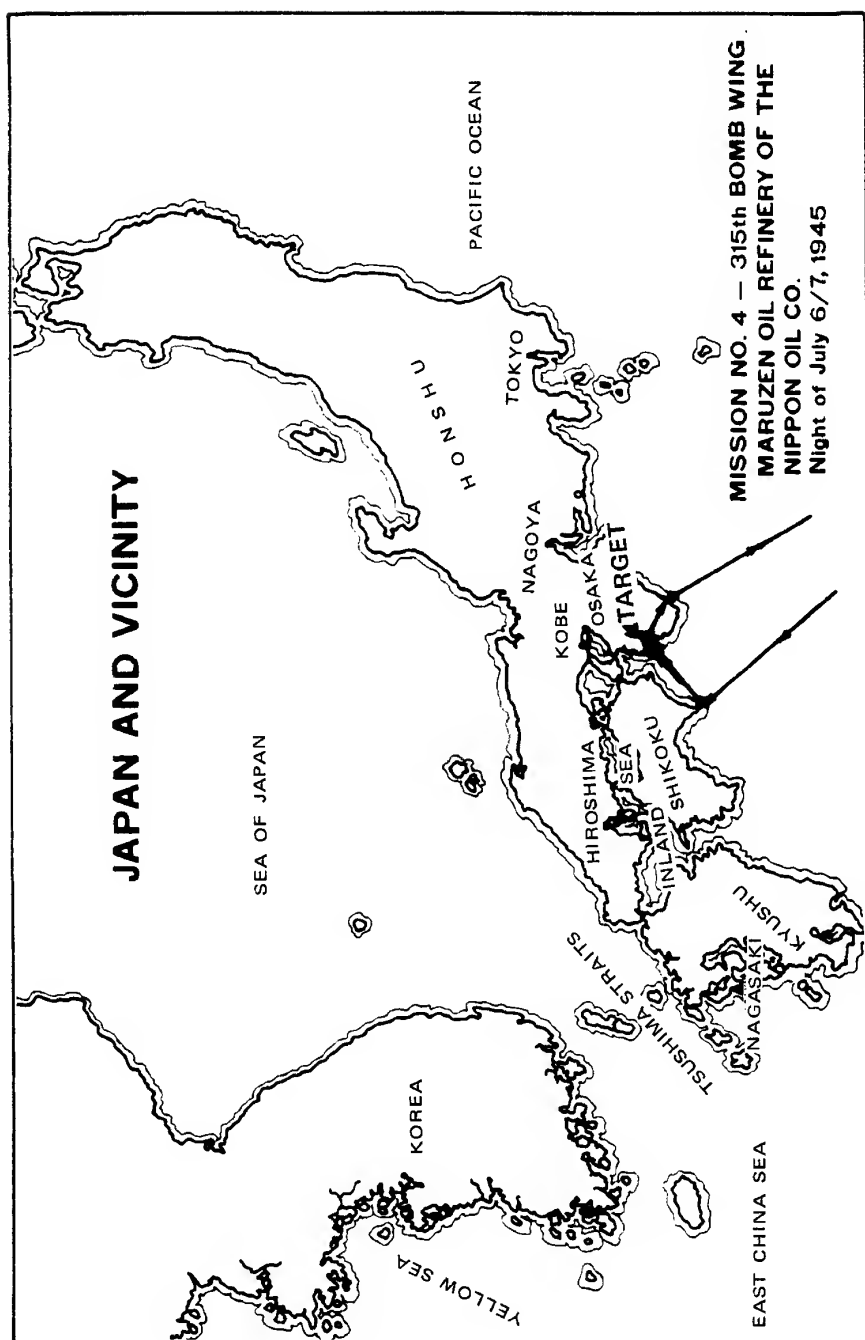 JAPAN AND VICINITY
SEA OF JAPAN
PACIFIC OCEAN
HONSHU
TOKYO
NAGOYA
KOBE
OSAKA
TARGET
HIROSHIMA
INLAND SEA
SHIKOKU
KYUSHU
NAGASAKI
TSUSHIMA STRAITS
KOREA
YELLOW SEA
EAST CHINA SEA
MISSION NO. 4 — 315th BOMB WING
MARUZEN OIL REFINERY OF THE
NIPPON OIL CO.
Night of July 6/7, 1945